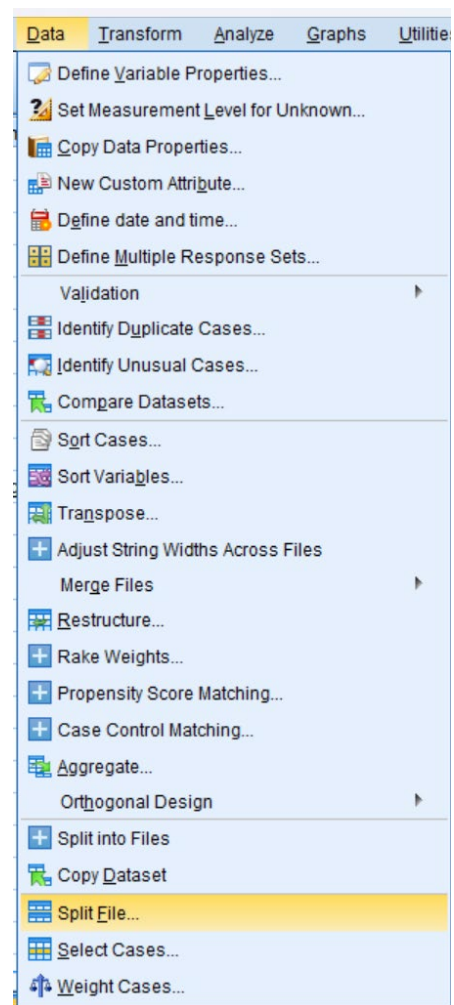 Data Transform Analyze Graphs Utilities
Define Variable Properties...
Set Measurement Level for Unknown...
Copy Data Properties...
New Custom Attribute...
Define date and time...
Define Multiple Response Sets...
Validation
Identify Duplicate Cases...
Identify Unusual Cases...
Compare Datasets...
Sort Cases...
Sort Variables...
Transpose...
Adjust String Widths Across Files
Merge Files
Restructure...
Rake Weights...
Propensity Score Matching...
Case Control Matching...
Aggregate...
Orthogonal Design
Split into Files
Copy Dataset
Split File...
Select Cases...
Weight Cases...